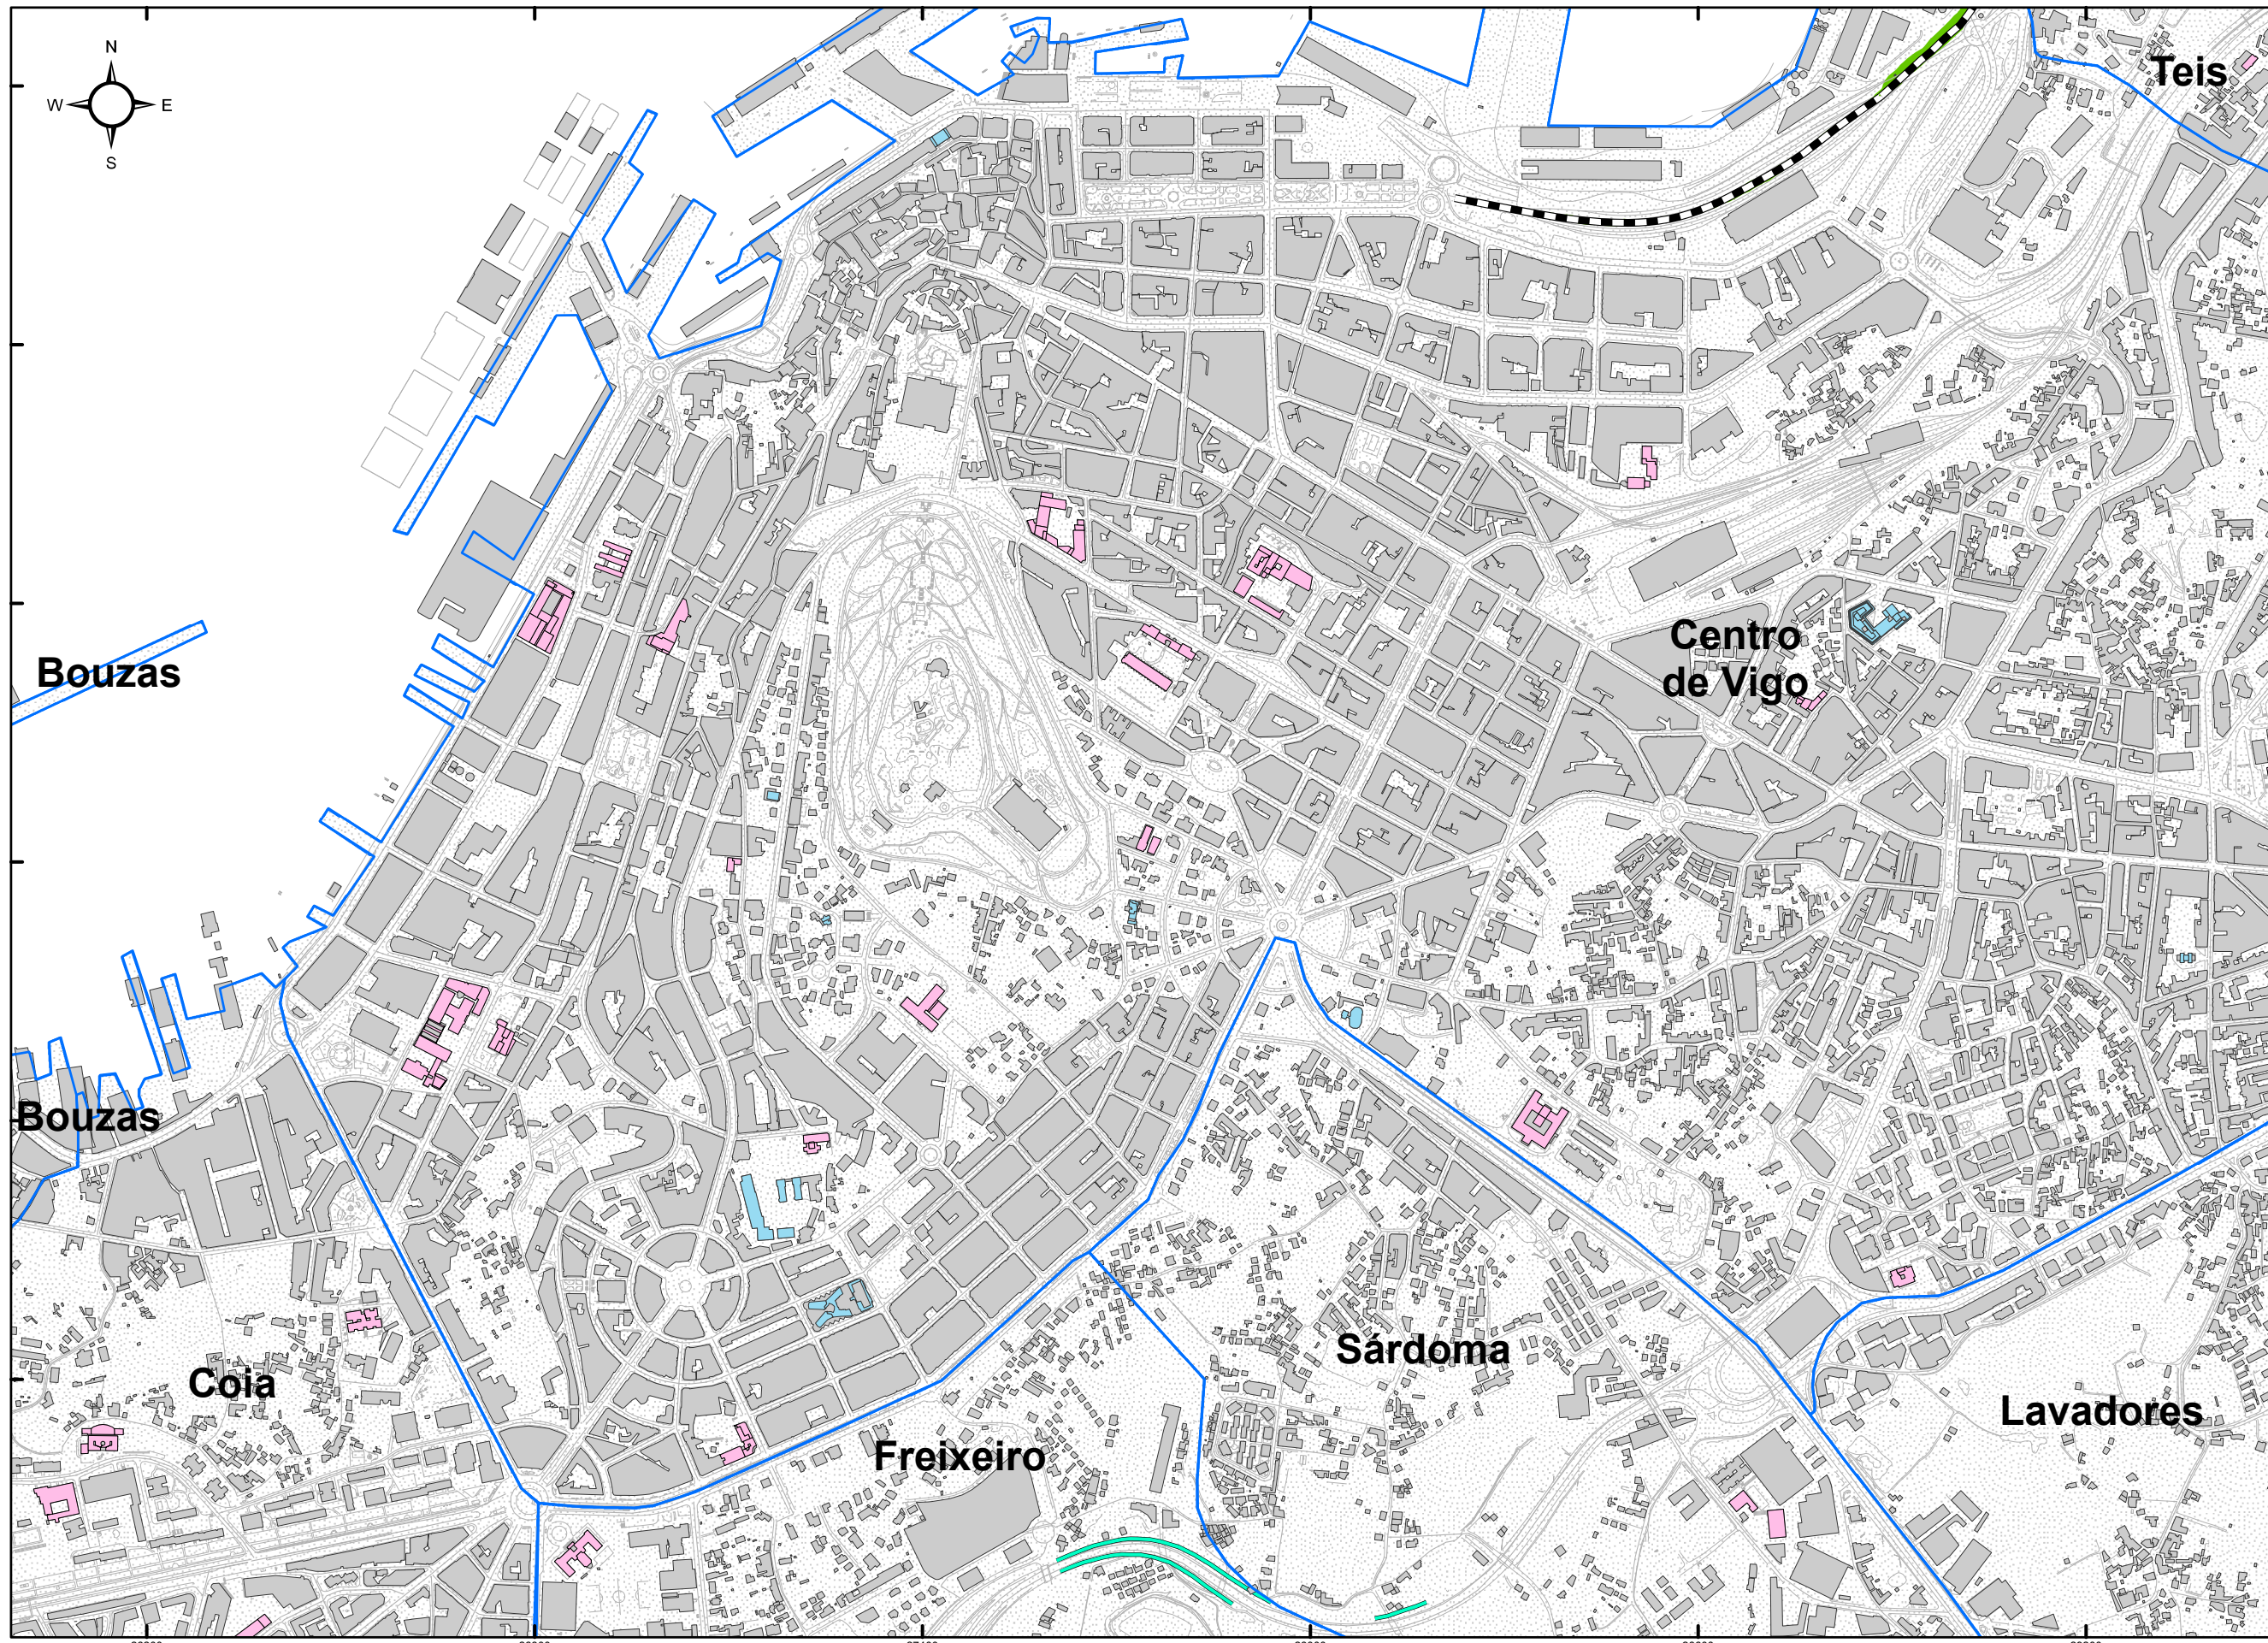 N
W E
S
Teis
Centro
de Vigo
Bouzas
Bouzas
Coia
Sárdoma
Freixeiro
Lavadores